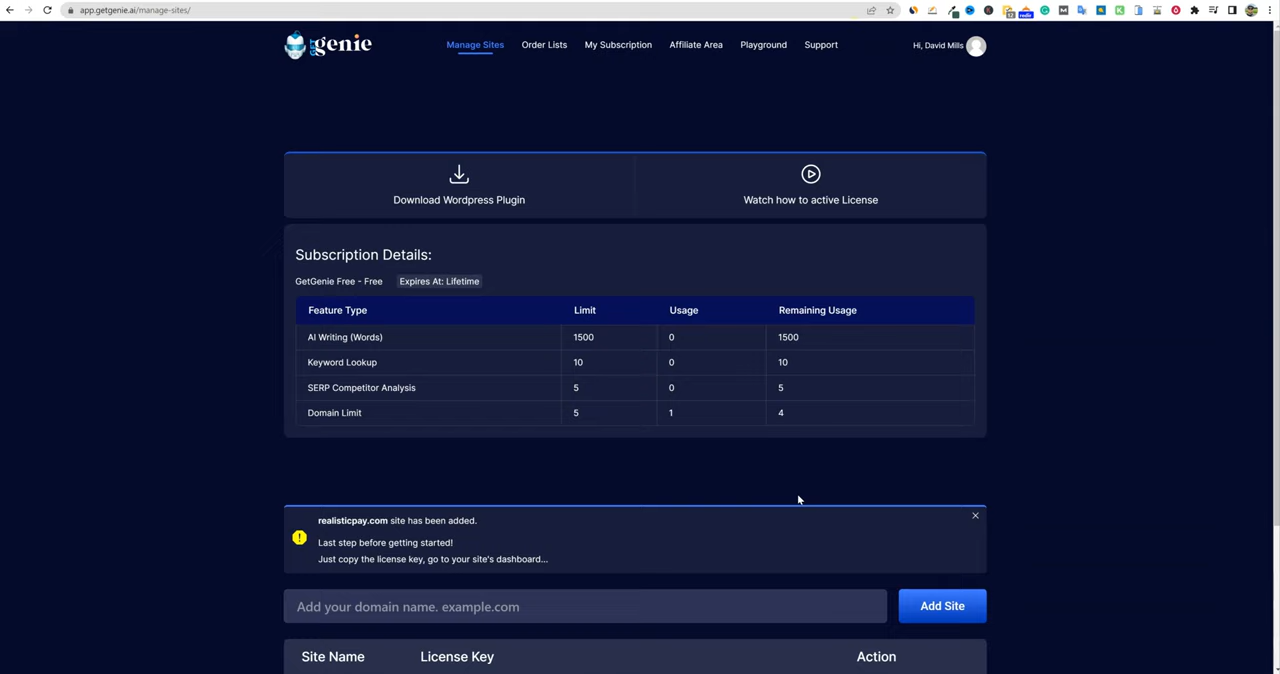 app.getgenie.ai/manage-sites/
GET genie
Manage Sites
Order Lists
My Subscription
Affiliate Area
Playground
Support
Hi, David Mills
Download Wordpress Plugin
Watch how to active License
Subscription Details:
GetGenie Free - Free
Expires At: Lifetime
Feature Type Limit Usage Remaining Usage
AI Writing (Words) 1500 0 1500
Keyword Lookup 10 0 10
SERP Competitor Analysis 5 0 5
Domain Limit 5 1 4
realisticpay.com site has been added.
Last step before getting started!
Just copy the license key, go to your site's dashboard...
Add your domain name. example.com
Add Site
Site Name License Key Action